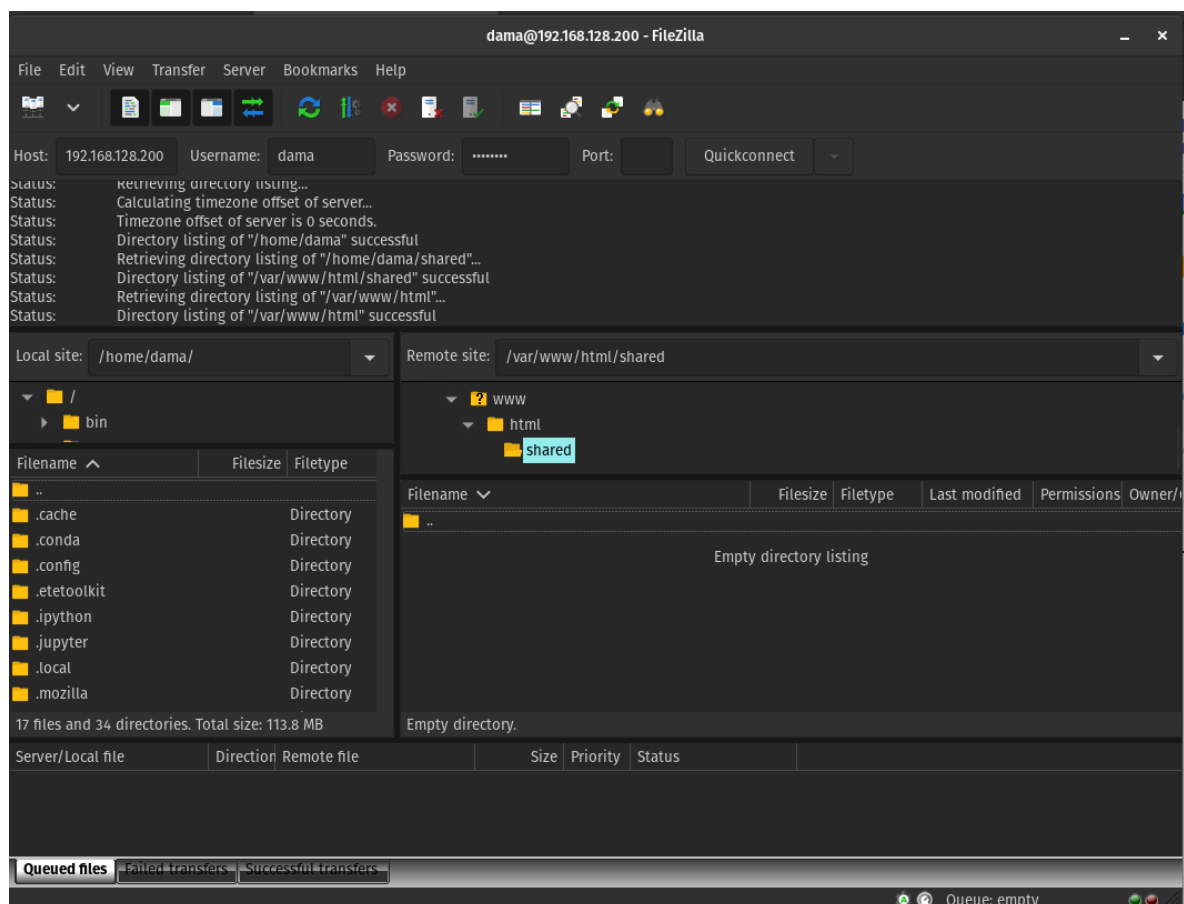 dama@192.168.128.200 - FileZilla
File Edit View Transfer Server Bookmarks Help
Host: 192.168.128.200 Username: dama Password: •••••••• Port: Quickconnect
Status: Retrieving directory listing...
Status: Calculating timezone offset of server...
Status: Timezone offset of server is 0 seconds.
Status: Directory listing of "/home/dama" successful
Status: Retrieving directory listing of "/home/dama/shared"...
Status: Directory listing of "/var/www/html/shared" successful
Status: Retrieving directory listing of "/var/www/html"...
Status: Directory listing of "/var/www/html" successful
Local site: /home/dama/
/
bin
Filename Filesize Filetype
..
.cache Directory
.conda Directory
.config Directory
.etetoolkit Directory
.ipython Directory
.jupyter Directory
.local Directory
.mozilla Directory
17 files and 34 directories. Total size: 113.8 MB
Remote site: /var/www/html/shared
? www
html
shared
Filename Filesize Filetype Last modified Permissions Owner/
..
Empty directory listing
Empty directory.
Server/Local file Direction Remote file Size Priority Status
Queued files Failed transfers Successful transfers
Queue: empty